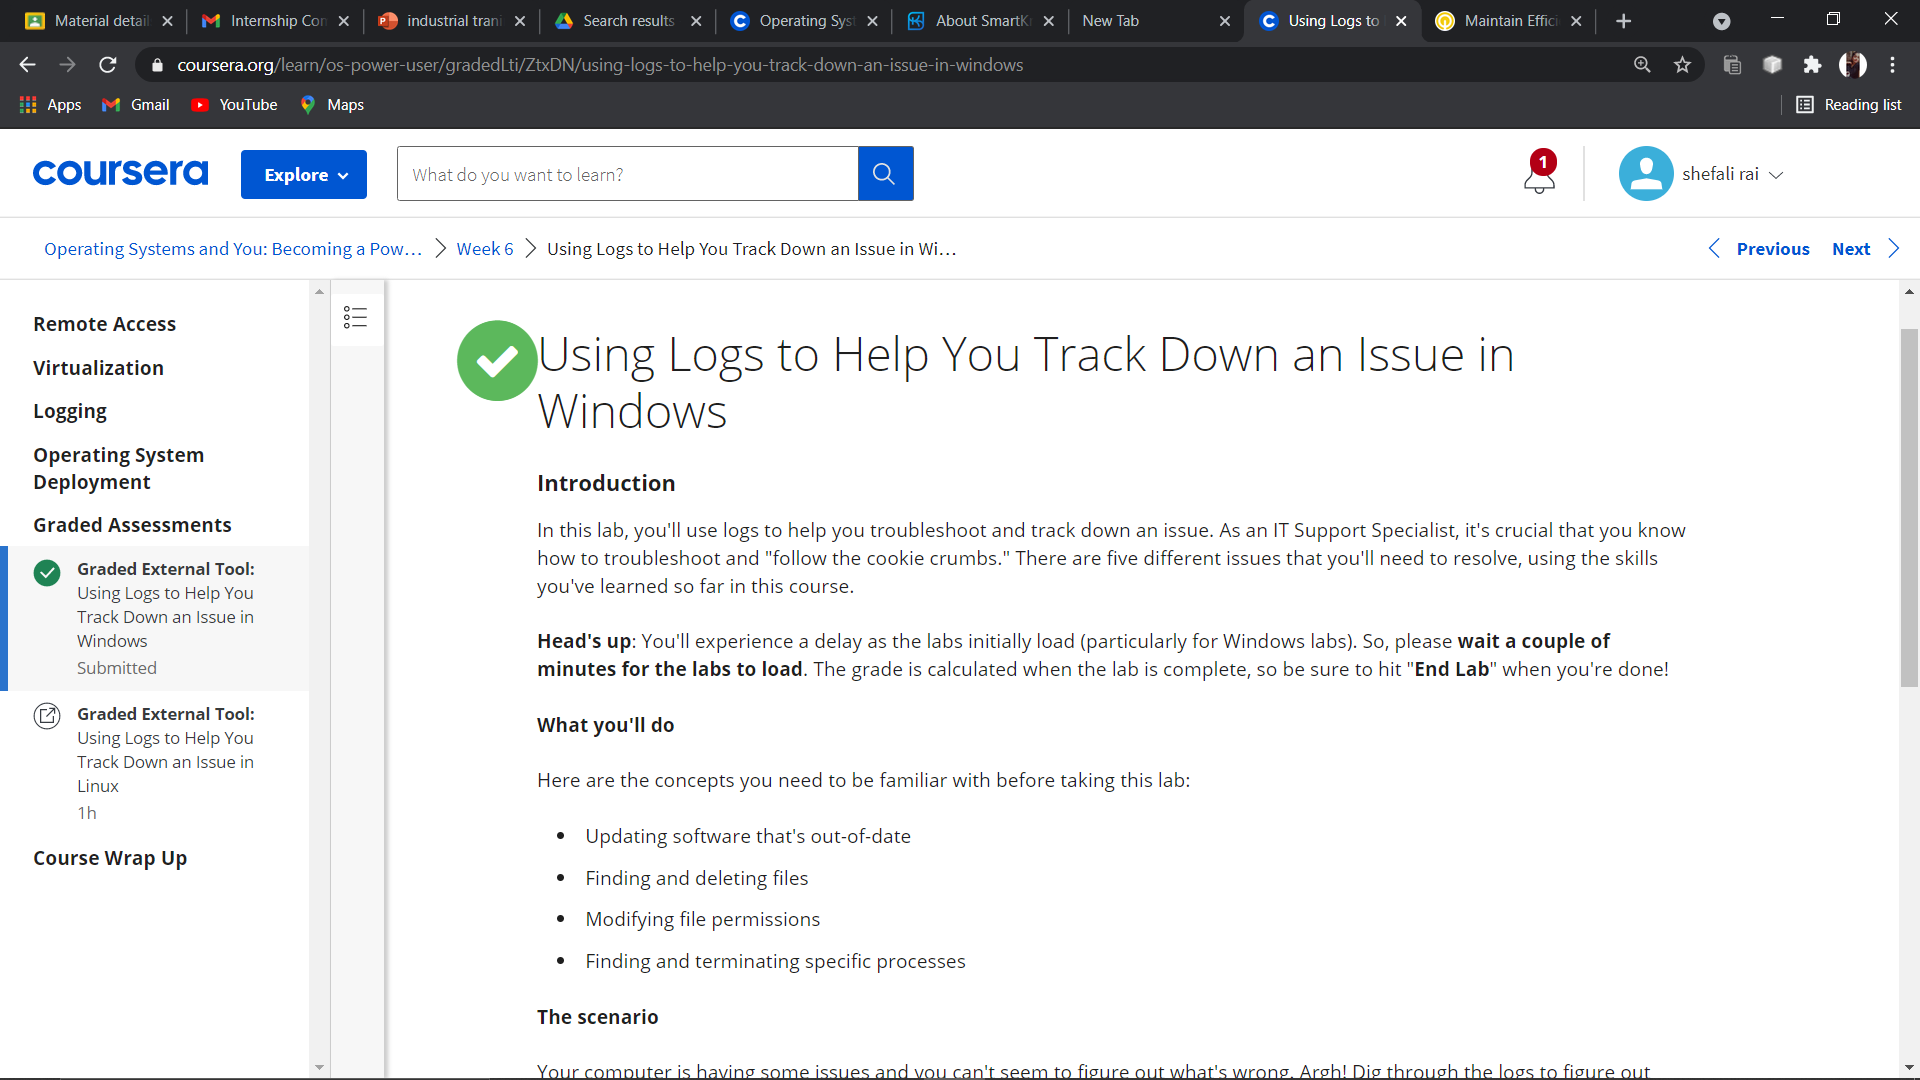 Material detail
Internship Con
industrial trani
Search results
Operating Syst
About SmartKn
New Tab
Using Logs to
Maintain Effici
coursera.org/learn/os-power-user/gradedLti/ZtxDN/using-logs-to-help-you-track-down-an-issue-in-windows
Apps
Gmail
YouTube
Maps
Reading list
coursera
Explore
What do you want to learn?
1
shefali rai
Operating Systems and You: Becoming a Pow…
Week 6
Using Logs to Help You Track Down an Issue in Wi…
Previous
Next
Remote Access
Virtualization
Logging
Operating System
Deployment
Graded Assessments
Graded External Tool:
Using Logs to Help You
Track Down an Issue in
Windows
Submitted
Graded External Tool:
Using Logs to Help You
Track Down an Issue in
Linux
1h
Course Wrap Up
Using Logs to Help You Track Down an Issue in
Windows
Introduction
In this lab, you'll use logs to help you troubleshoot and track down an issue. As an IT Support Specialist, it's crucial that you know
how to troubleshoot and "follow the cookie crumbs." There are five different issues that you'll need to resolve, using the skills
you've learned so far in this course.
Head's up: You'll experience a delay as the labs initially load (particularly for Windows labs). So, please wait a couple of
minutes for the labs to load. The grade is calculated when the lab is complete, so be sure to hit "End Lab" when you're done!
What you'll do
Here are the concepts you need to be familiar with before taking this lab:
• Updating software that's out-of-date
• Finding and deleting files
• Modifying file permissions
• Finding and terminating specific processes
The scenario
Your computer is having some issues and you can't seem to figure out what's wrong. Argh! Dig through the logs to figure out